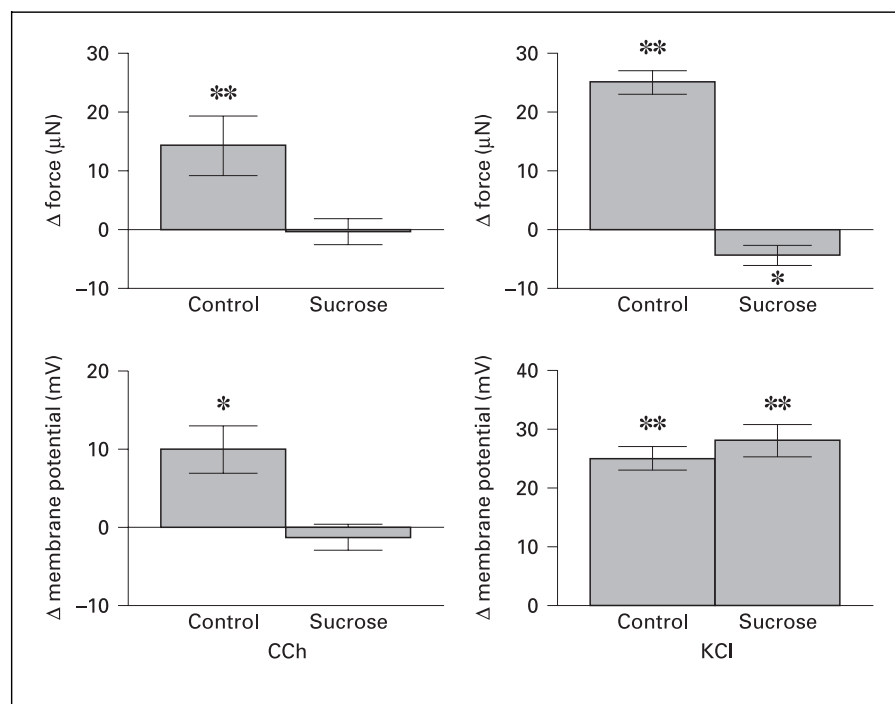 30
20
10
0
−10
Δ force (μN)
**
Control
Sucrose
30
20
10
0
−10
Δ force (μN)
**
*
Control
Sucrose
20
10
0
−10
Δ membrane potential (mV)
*
Control
Sucrose
CCh
40
30
20
10
0
Δ membrane potential (mV)
**
**
Control
Sucrose
KCl